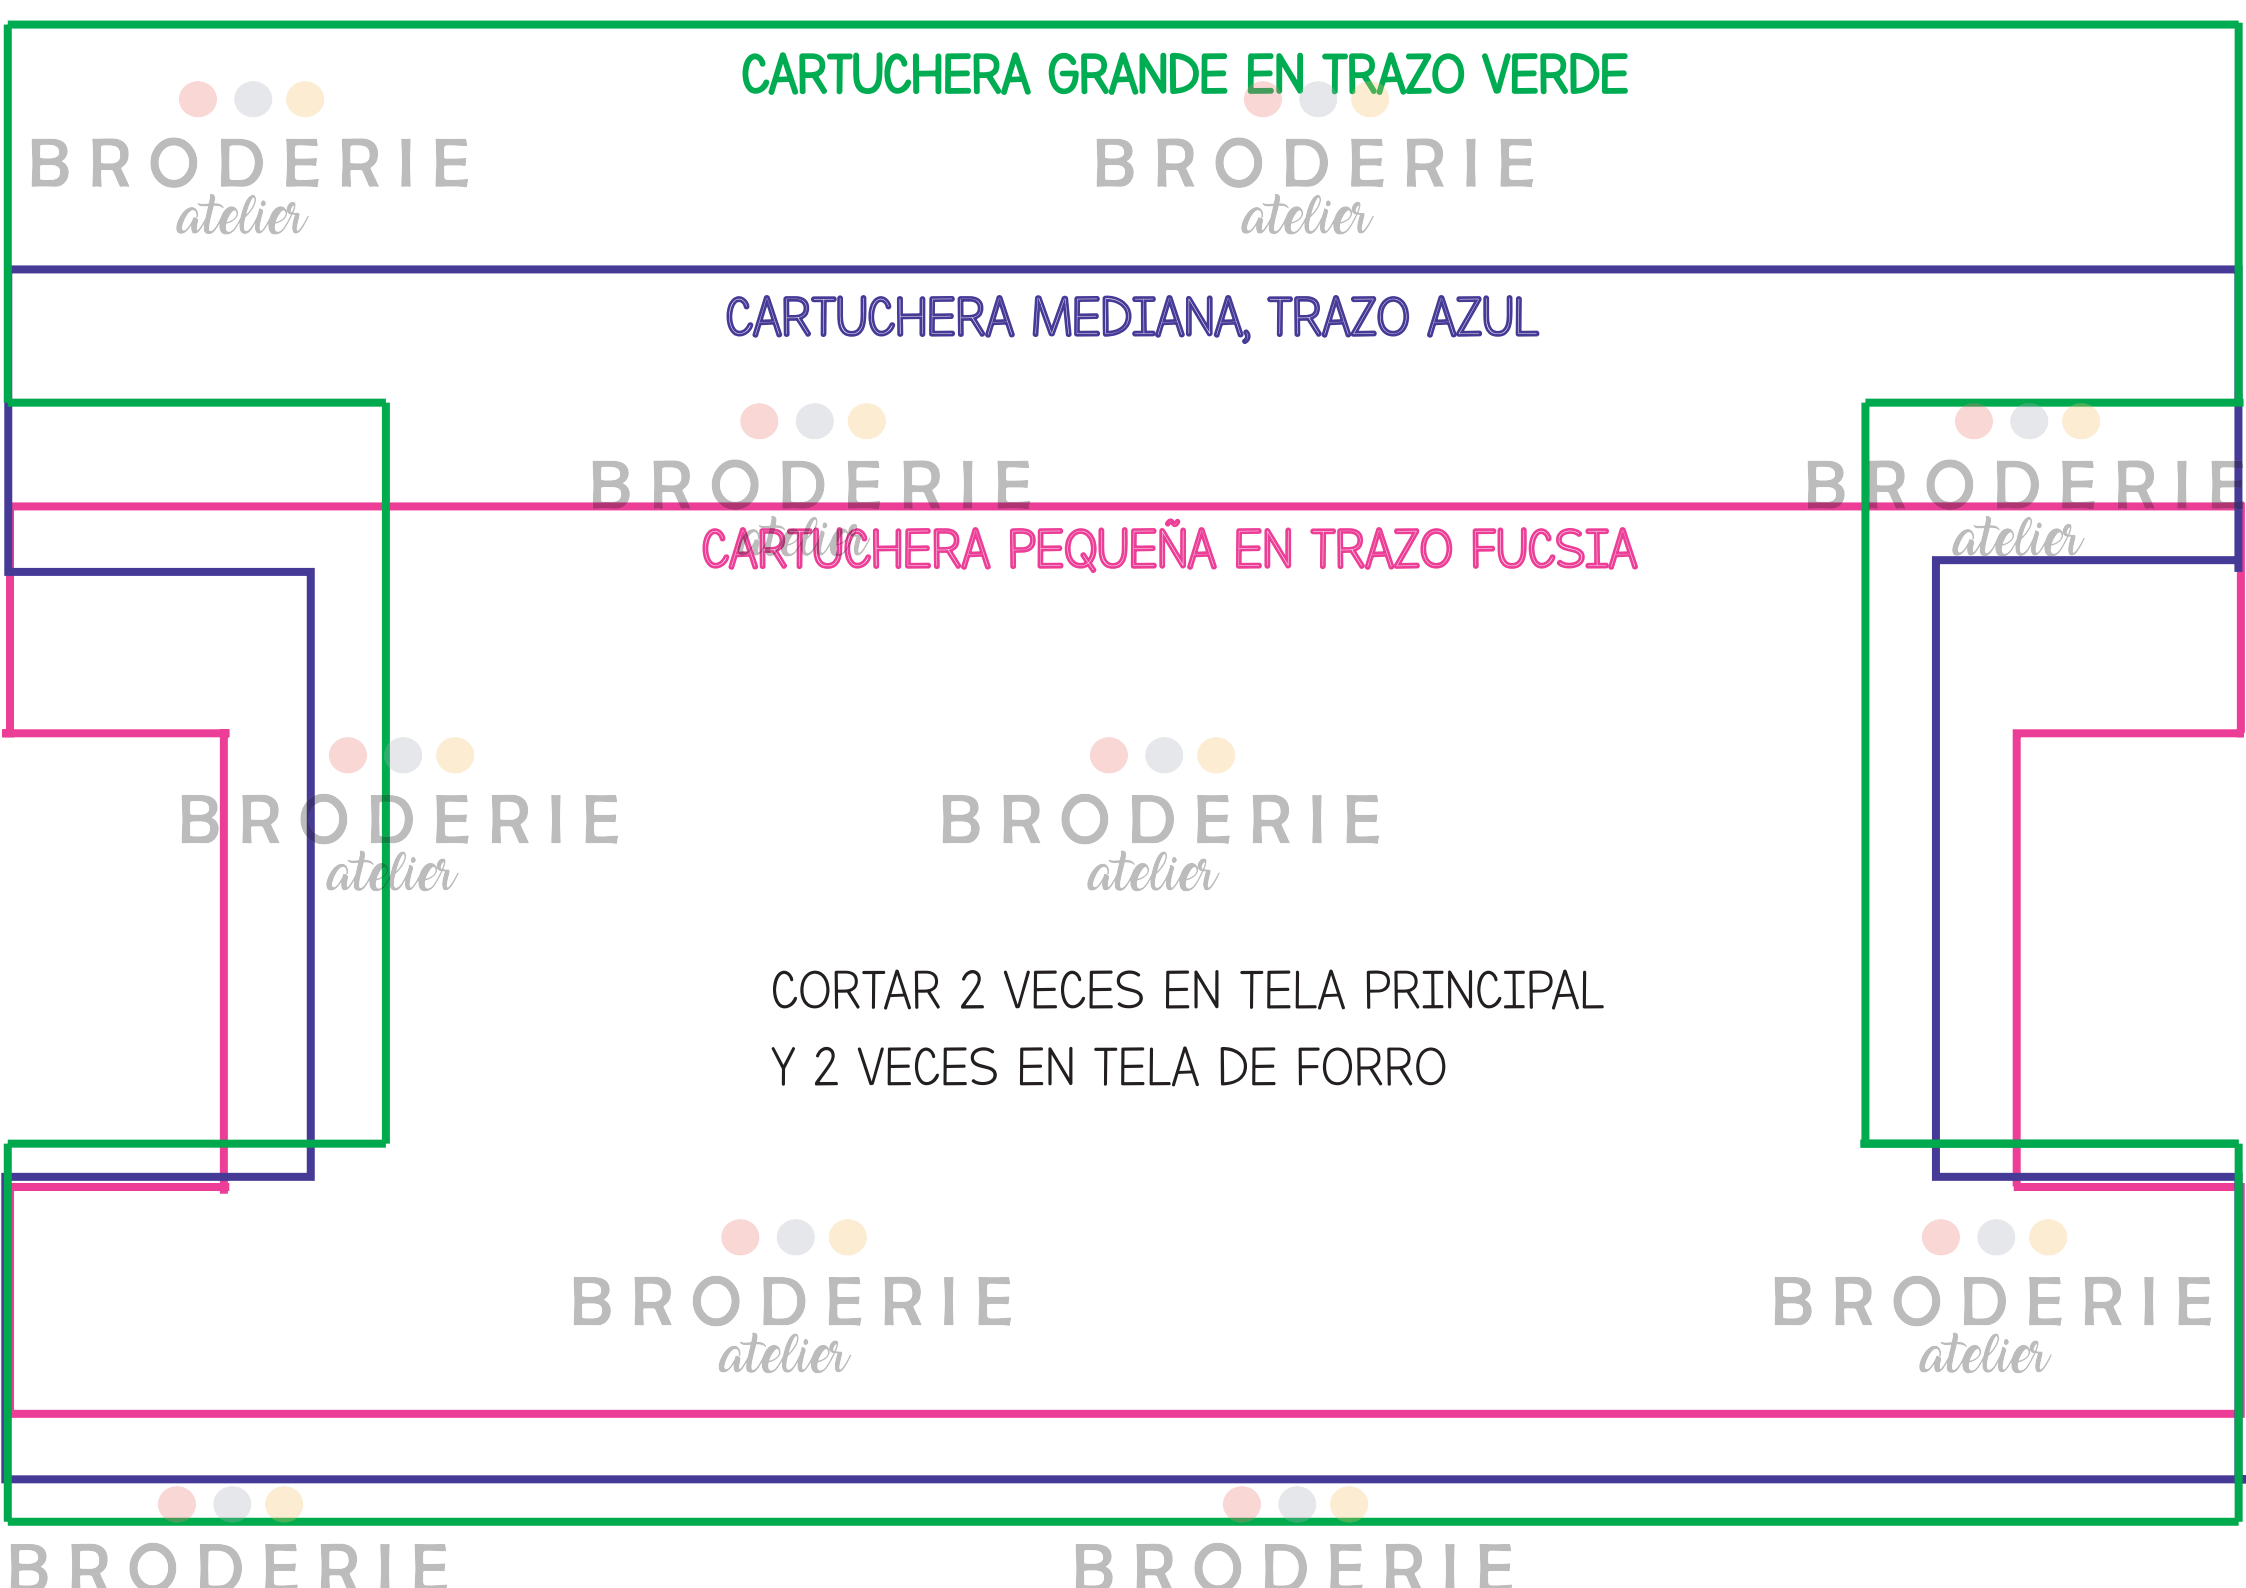 CARTUCHERA GRANDE EN TRAZO VERDE
BRODERIE
atelier
BRODERIE
atelier
CARTUCHERA MEDIANA, TRAZO AZUL
BRODERIE
atelier
BRODERIE
atelier
CARTUCHERA PEQUEÑA EN TRAZO FUCSIA
BRODERIE
atelier
BRODERIE
atelier
CORTAR 2 VECES EN TELA PRINCIPAL
Y 2 VECES EN TELA DE FORRO
BRODERIE
atelier
BRODERIE
atelier
BRODERIE
BRODERIE